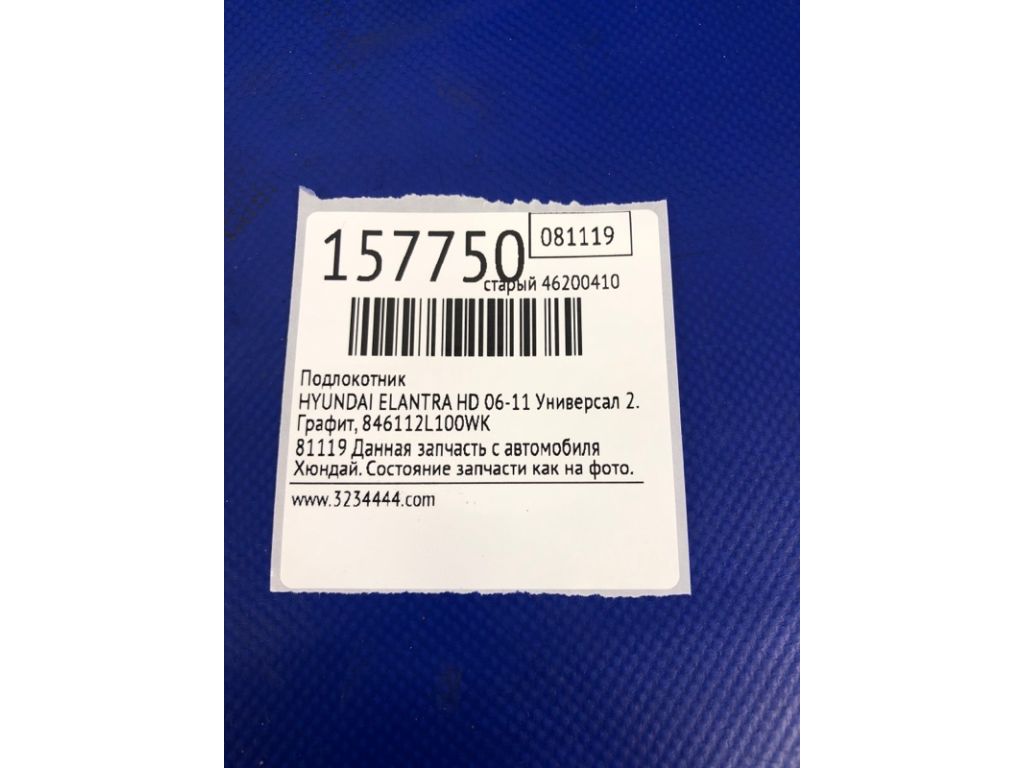 157750
081119
старый 46200410
Подлокотник
HYUNDAI ELANTRA HD 06-11 Универсал 2.
Графит, 846112L100WK
81119 Данная запчасть с автомобиля
Хюндай. Состояние запчасти как на фото.
www.3234444.com